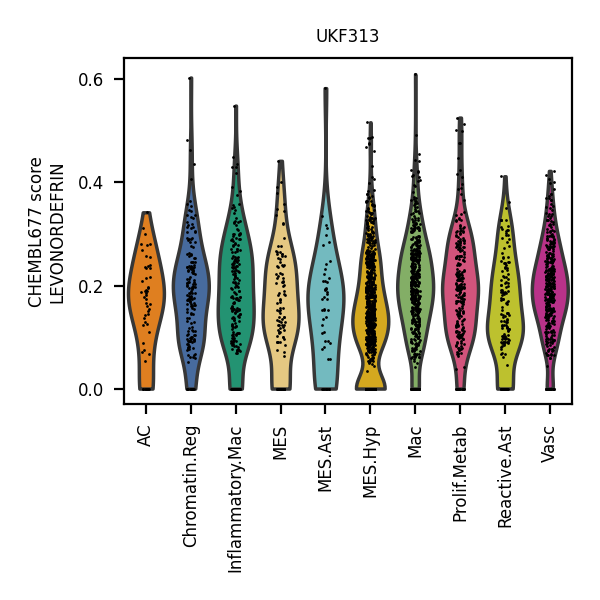 UKF313
CHEMBL677 score
LEVONORDEFRIN
0.6
0.4
0.2
0.0
AC
Chromatin.Reg
Inflammatory.Mac
MES
MES.Ast
MES.Hyp
Mac
Prolif.Metab
Reactive.Ast
Vasc